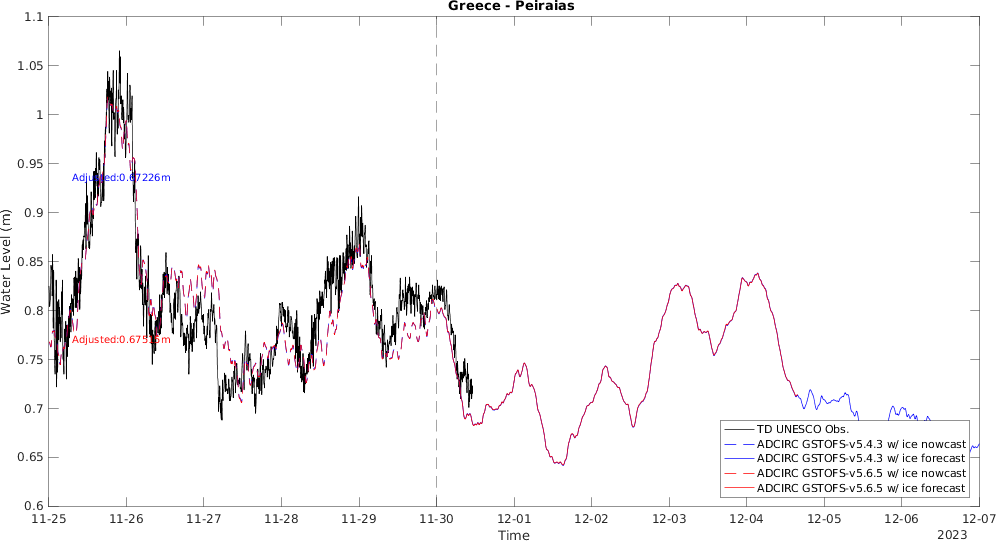 Greece - Peiraias
1.1
1.05
1
0.95
0.9
0.85
0.8
0.75
0.7
0.65
0.6
Water Level (m)
Adjusted:0.67226m
TD UNESCO Obs.
ADCIRC GSTOFS-v5.4.3 w/ ice nowcast
ADCIRC GSTOFS-v5.4.3 w/ ice forecast
ADCIRC GSTOFS-v5.6.5 w/ ice nowcast
ADCIRC GSTOFS-v5.6.5 w/ ice forecast
11-25 11-26 11-27 11-28 11-29 11-30 12-01 12-02 12-03 12-04 12-05 12-06 12-07
Time
2023